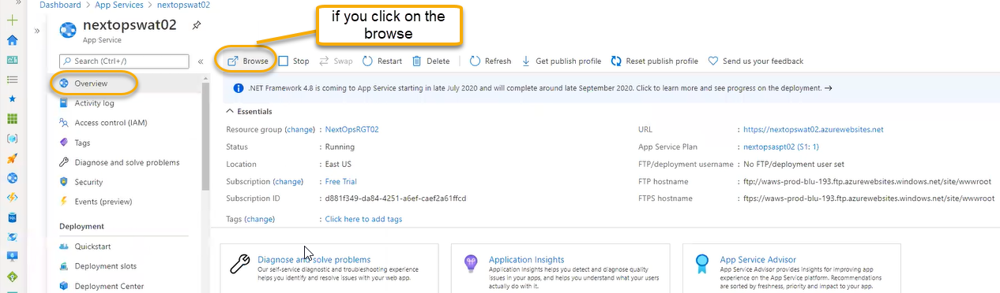 Dashboard > App Services > nextopswat02
nextopswat02
App Service
Search (Ctrl+/)
Overview
Activity log
Access control (IAM)
Tags
Diagnose and solve problems
Security
Events (preview)
Deployment
Quickstart
Deployment slots
Deployment Center
if you click on the
browse
Browse Stop Swap Restart Delete Refresh Get publish profile Reset publish profile Send us your feedback
.NET Framework 4.8 is coming to App Service starting in late July 2020 and will complete around late September 2020. Click to learn more and see progress on the deployment. →
Essentials
Resource group (change) : NextOpsRGT02
Status : Running
Location : East US
Subscription (change) : Free Trial
Subscription ID : d881f349-da84-4251-a6ef-caef2a61ffcd
Tags (change) : Click here to add tags
URL : https://nextopswat02.azurewebsites.net
App Service Plan : nextopsaspt02 (S1: 1)
FTP/deployment username : No FTP/deployment user set
FTP hostname : ftp://waws-prod-blu-193.ftp.azurewebsites.windows.net/site/wwwroot
FTPS hostname : ftps://waws-prod-blu-193.ftp.azurewebsites.windows.net/site/wwwroot
Diagnose and solve problems
Our self-service diagnostic and troubleshooting experience
helps you identify and resolve issues with your web app.
Application Insights
Application Insights helps you detect and diagnose quality
issues in your apps, and helps you understand what your users
actually do with it.
App Service Advisor
App Service Advisor provides insights for improving app
experience on the App Service platform. Recommendations
are sorted by freshness, priority and impact to your app.